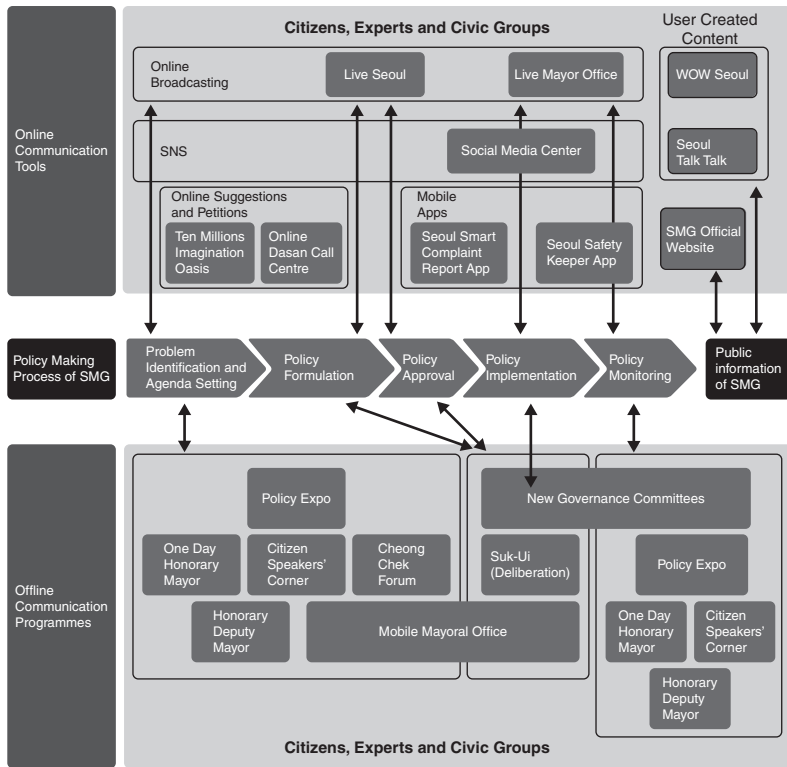 Citizens, Experts and Civic Groups
User Created
Content
Online
Communication
Tools
Online
Broadcasting
Live Seoul
Live Mayor Office
WOW Seoul
SNS
Social Media Center
Seoul
Talk Talk
Online Suggestions
and Petitions
Ten Millions
Imagination
Oasis
Online
Dasan Call
Centre
Mobile
Apps
Seoul Smart
Complaint
Report App
Seoul Safety
Keeper App
SMG Official
Website
Policy Making
Process of SMG
Problem
Identification and
Agenda Setting
Policy
Formulation
Policy
Approval
Policy
Implementation
Policy
Monitoring
Public
information
of SMG
Offline
Communication
Programmes
Policy Expo
One Day
Honorary
Mayor
Citizen
Speakers'
Corner
Cheong
Chek
Forum
Honorary
Deputy
Mayor
Mobile Mayoral Office
New Governance Committees
Suk-Ui
(Deliberation)
Policy Expo
One Day
Honorary
Mayor
Citizen
Speakers'
Corner
Honorary
Deputy
Mayor
Citizens, Experts and Civic Groups